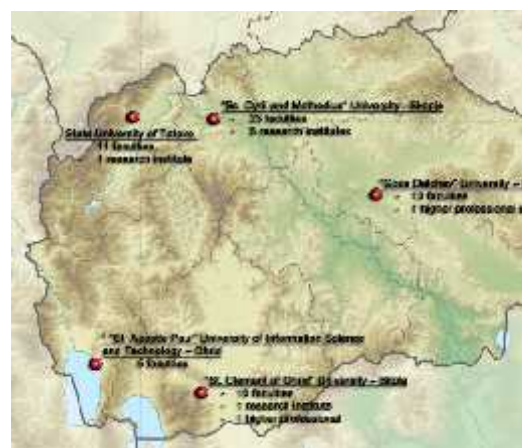 "Ss. Cyril and Methodius" University - Skopje
- 23 faculties
- 5 research institutes
State University of Tetovo
11 faculties
1 research institute
"Goce Delchev" University –
- 13 faculties
- 1 higher professional
"St. Apostle Paul" University of Information Science
and Technology – Ohrid
5 faculties
"St. Clement of Ohrid" University – Bitola
- 10 faculties
- 1 research institute
- 1 higher professional